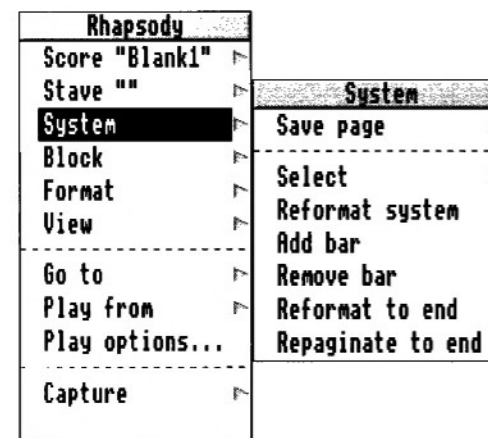 Rhapsody
Score "Blank1"
Stave ""
System
Block
Format
View
Go to
Play from
Play options...
Capture
System
Save page
Select
Reformat system
Add bar
Remove bar
Reformat to end
Repaginate to end